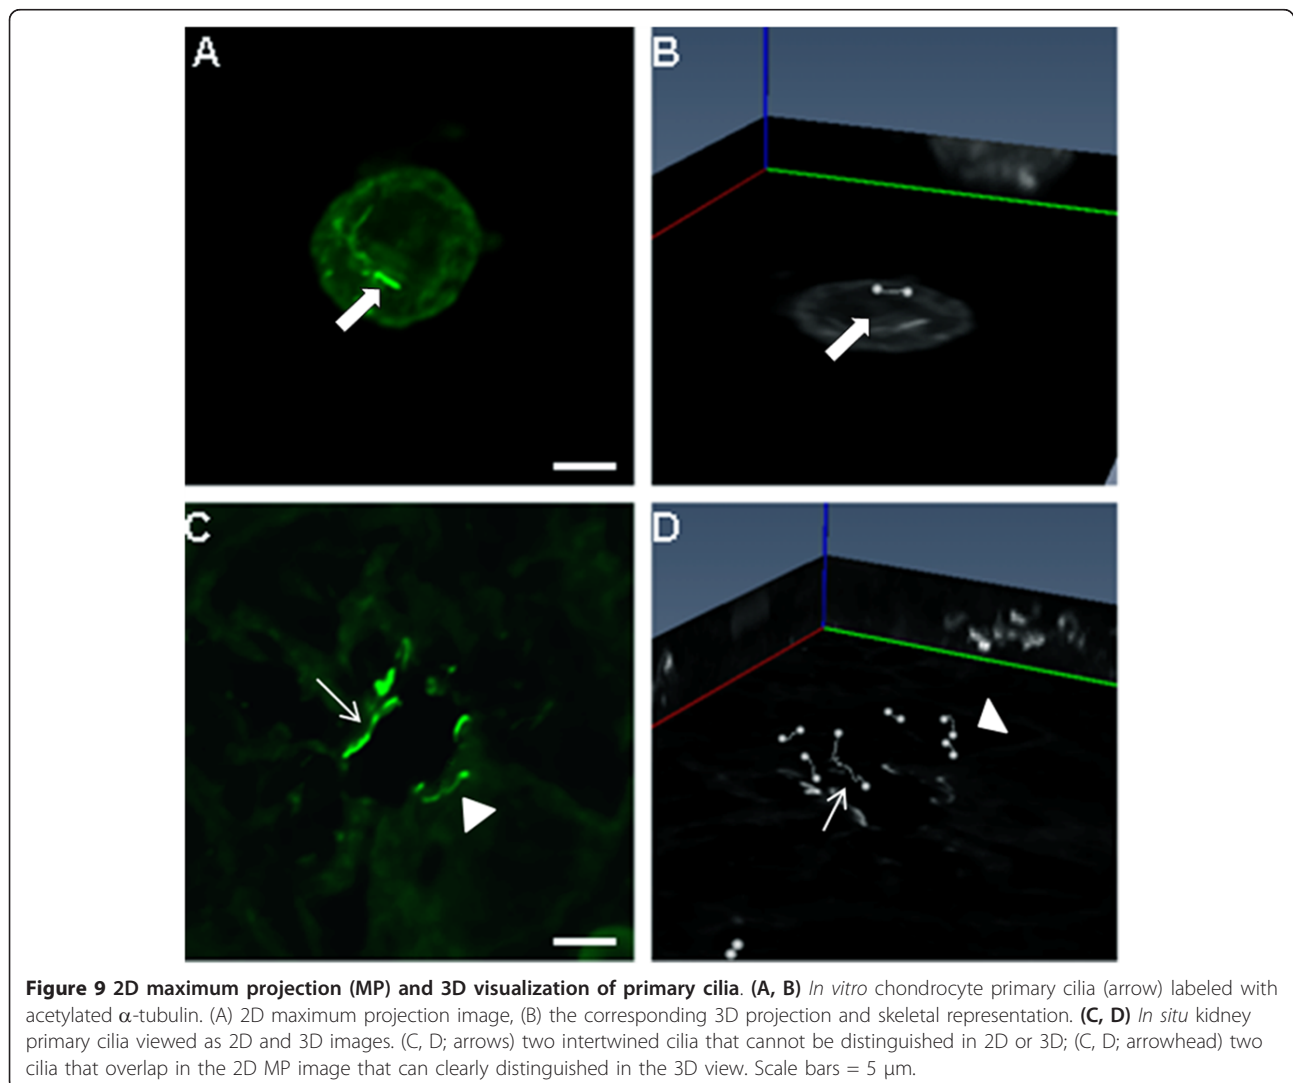 A
B
C
D
Figure 9 2D maximum projection (MP) and 3D visualization of primary cilia. (A, B) In vitro chondrocyte primary cilia (arrow) labeled with
acetylated α-tubulin. (A) 2D maximum projection image, (B) the corresponding 3D projection and skeletal representation. (C, D) In situ kidney
primary cilia viewed as 2D and 3D images. (C, D; arrows) two intertwined cilia that cannot be distinguished in 2D or 3D; (C, D; arrowhead) two
cilia that overlap in the 2D MP image that can clearly distinguished in the 3D view. Scale bars = 5 μm.